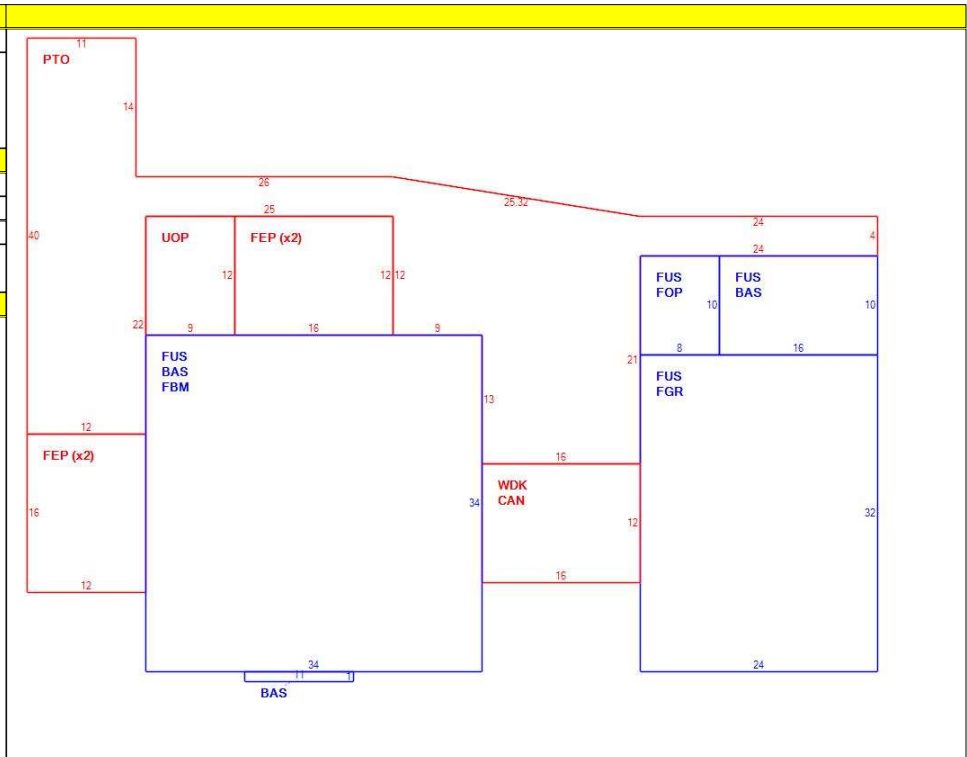 11
PTO
14
26
25.32
25
24
40
4
UOP
FEP (x2)
24
12
12
12
FUS
FOP
FUS
BAS
10
10
22
9
16
9
8
16
FUS
BAS
FBM
21
FUS
FGR
13
12
FEP (x2)
16
WDK
CAN
34
16
12
32
12
16
34
24
11
1
BAS